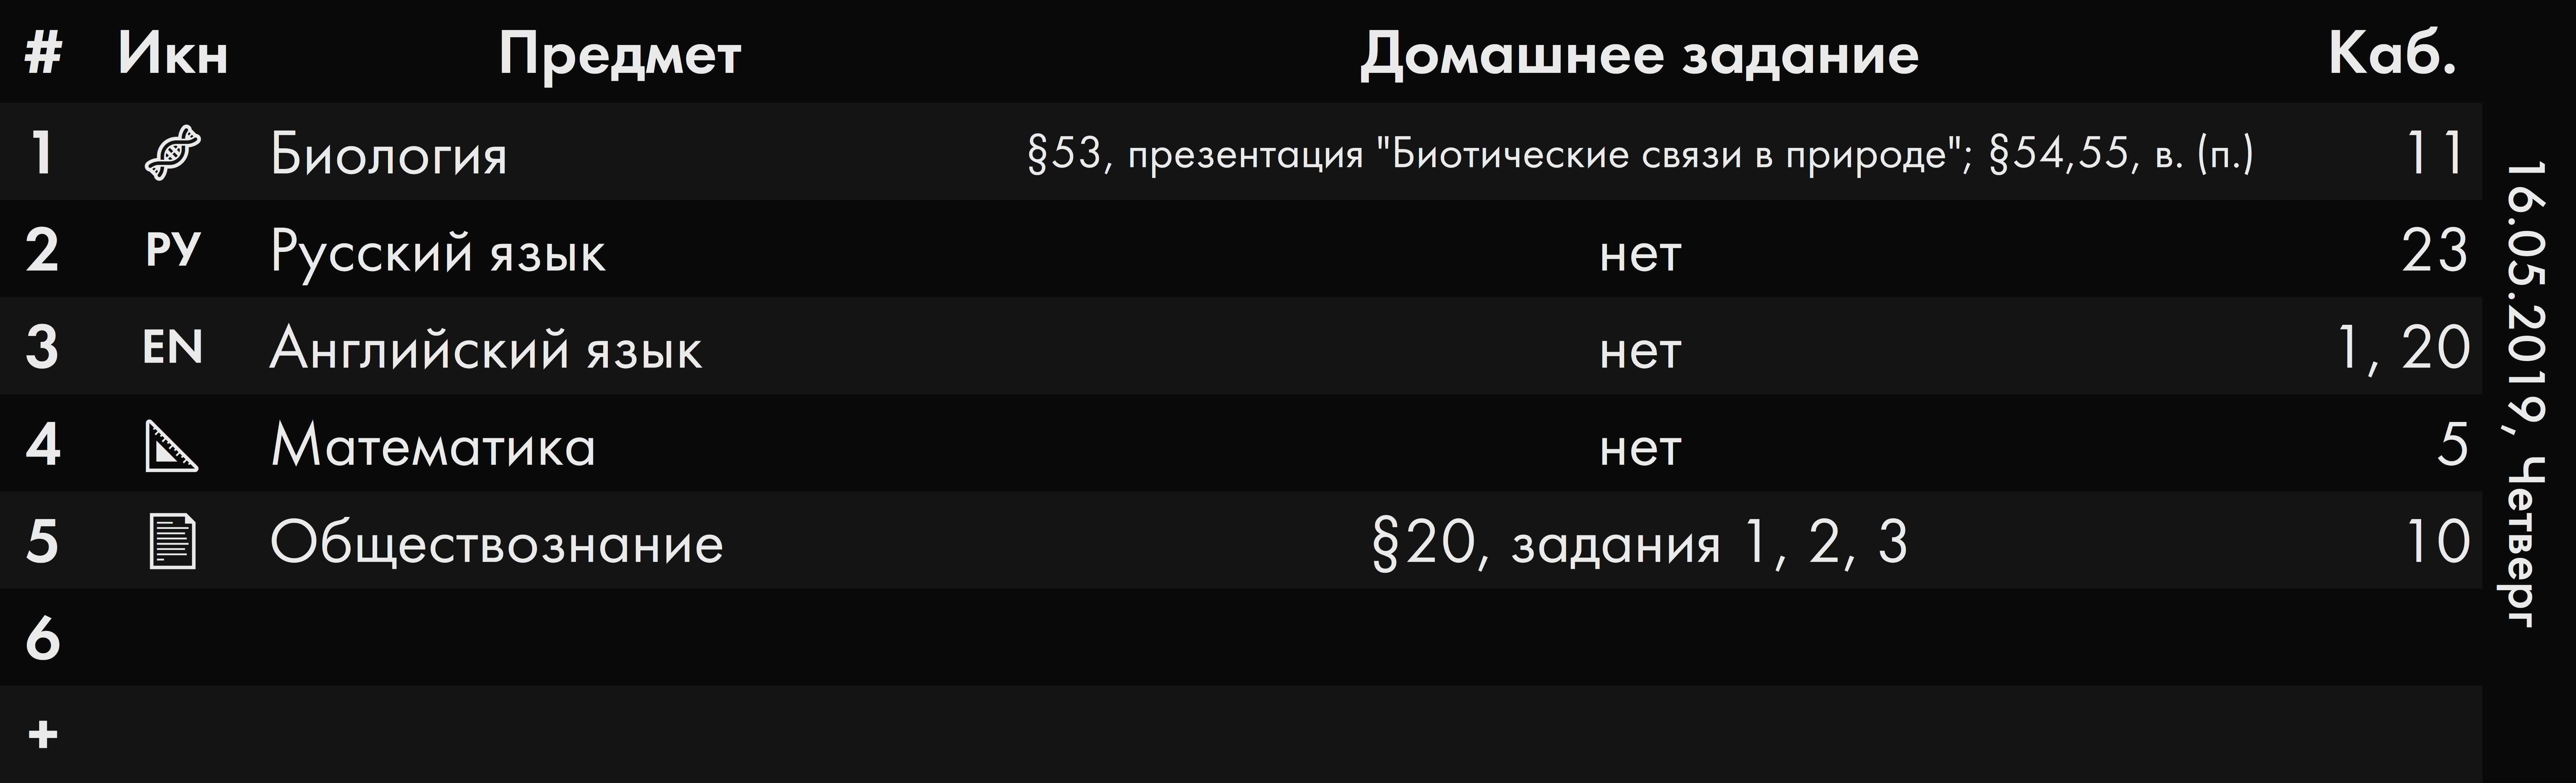 # Икн Предмет Домашнее задание Каб.
1 Биология §53, презентация "Биотические связи в природе"; §54,55, в. (п.) 11
2 РУ Русский язык нет 23
3 EN Английский язык нет 1, 20
4 Математика нет 5
5 Обществознание §20, задания 1, 2, 3 10
6
+
16.05.2019, Четверг